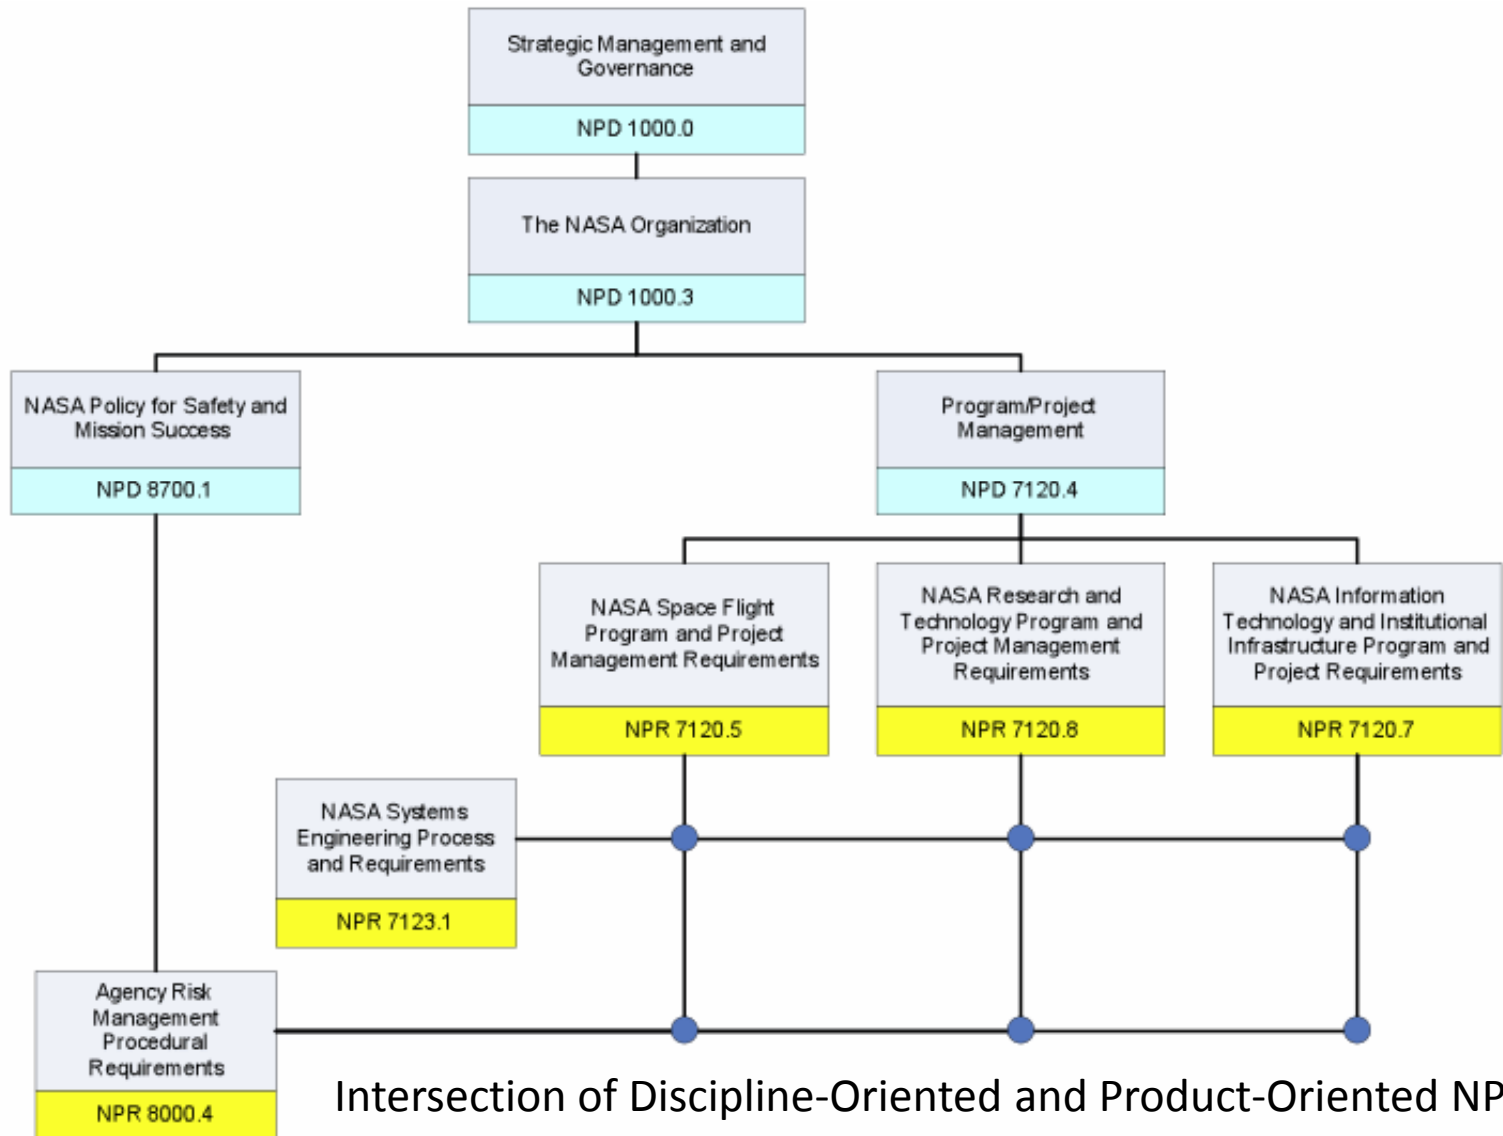 Strategic Management and
Governance
NPD 1000.0
The NASA Organization
NPD 1000.3
NASA Policy for Safety and
Mission Success
NPD 8700.1
Program/Project
Management
NPD 7120.4
NASA Space Flight
Program and Project
Management Requirements
NPR 7120.5
NASA Research and
Technology Program and
Project Management
Requirements
NPR 7120.8
NASA Information
Technology and Institutional
Infrastructure Program and
Project Requirements
NPR 7120.7
NASA Systems
Engineering Process
and Requirements
NPR 7123.1
Agency Risk
Management
Procedural
Requirements
NPR 8000.4
Intersection of Discipline-Oriented and Product-Oriented NP